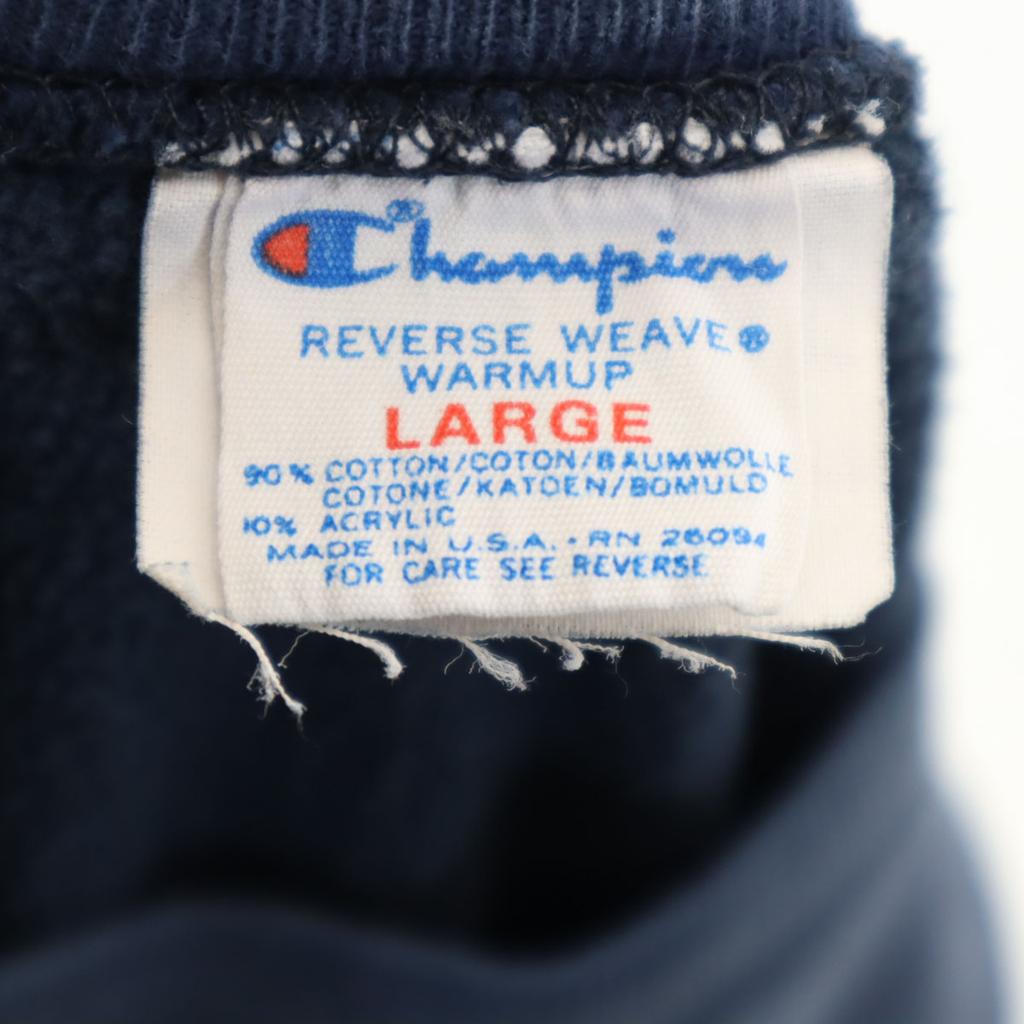 Champion®
REVERSE WEAVE®
WARMUP
LARGE
90% COTTON/COTON/BAUMWOLLE
COTONE/KATOEN/BOMULD
10% ACRYLIC
MADE IN U.S.A. · RN 26094
FOR CARE SEE REVERSE